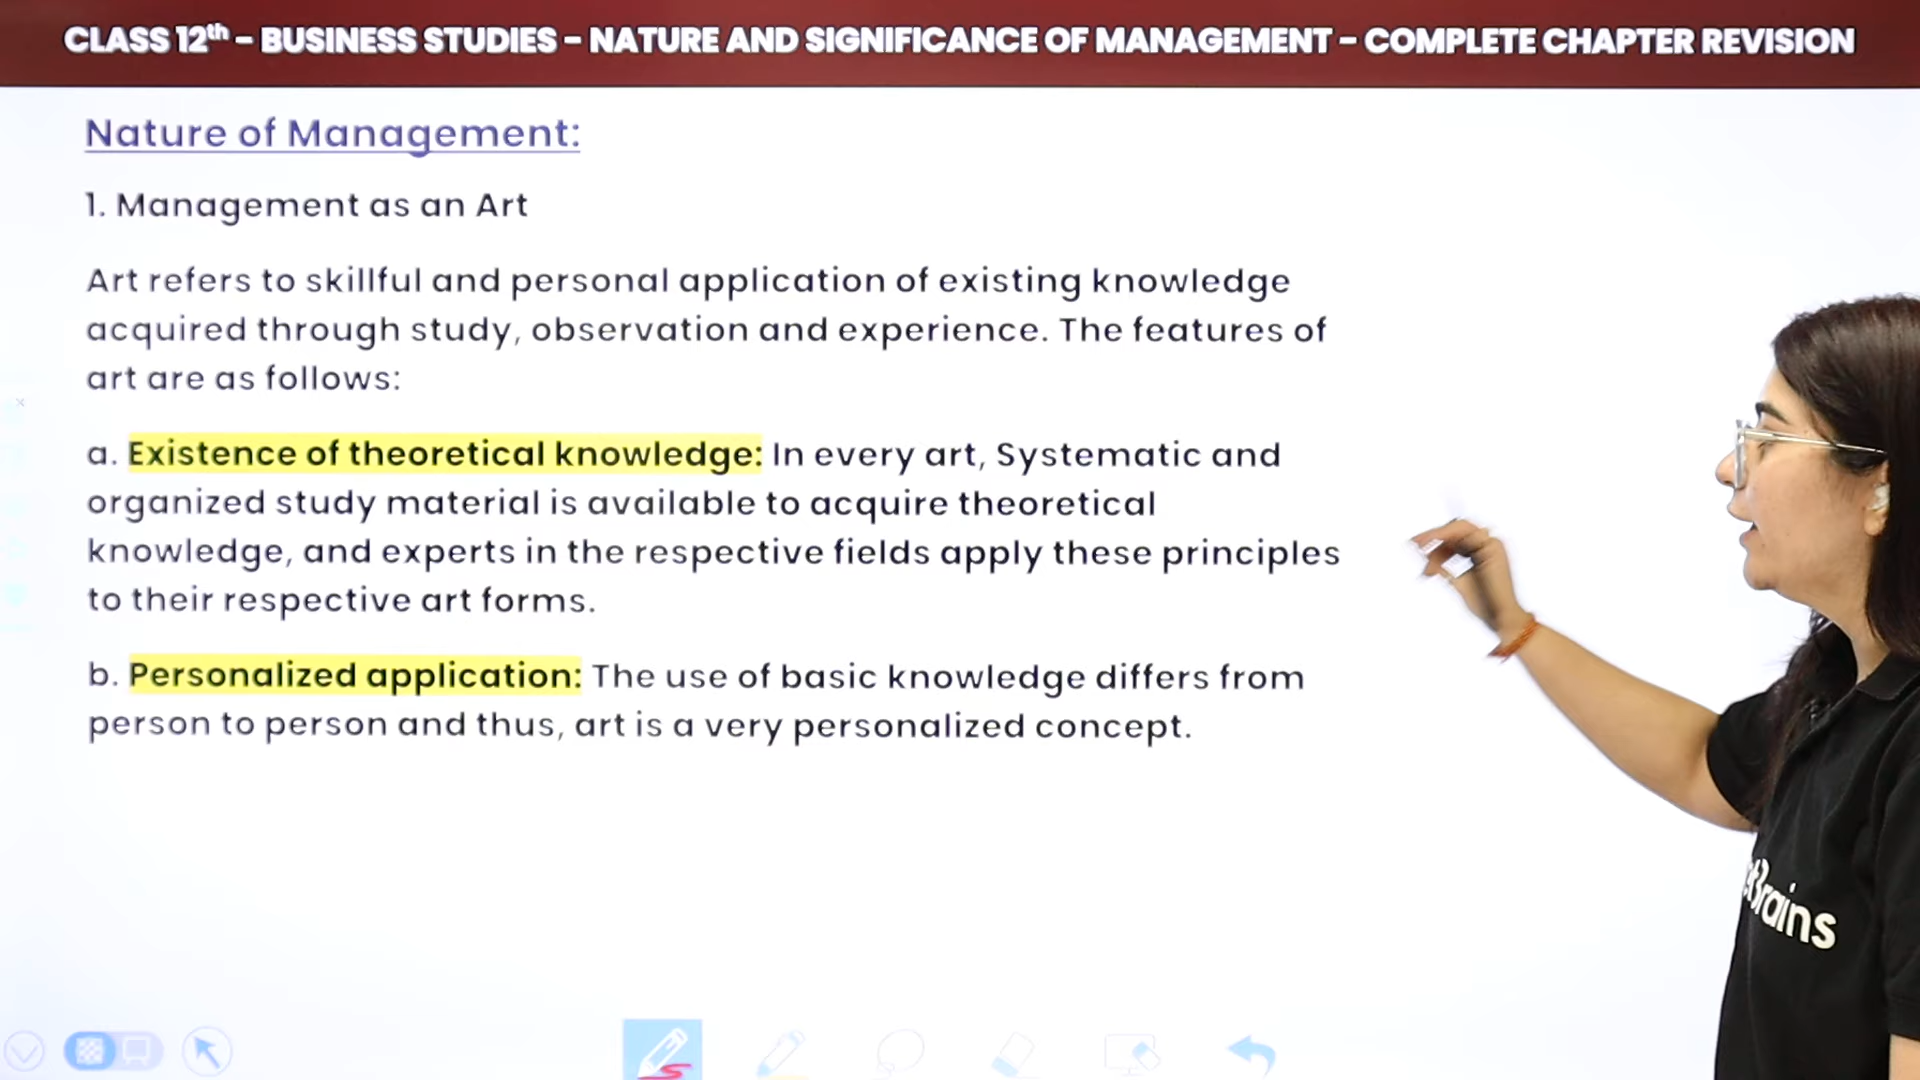 CLASS 12th – BUSINESS STUDIES – NATURE AND SIGNIFICANCE OF MANAGEMENT – COMPLETE CHAPTER REVISION
Nature of Management:
1. Management as an Art
Art refers to skillful and personal application of existing knowledge
acquired through study, observation and experience. The features of
art are as follows:
a. Existence of theoretical knowledge: In every art, Systematic and
organized study material is available to acquire theoretical
knowledge, and experts in the respective fields apply these principles
to their respective art forms.
b. Personalized application: The use of basic knowledge differs from
person to person and thus, art is a very personalized concept.
tBrains